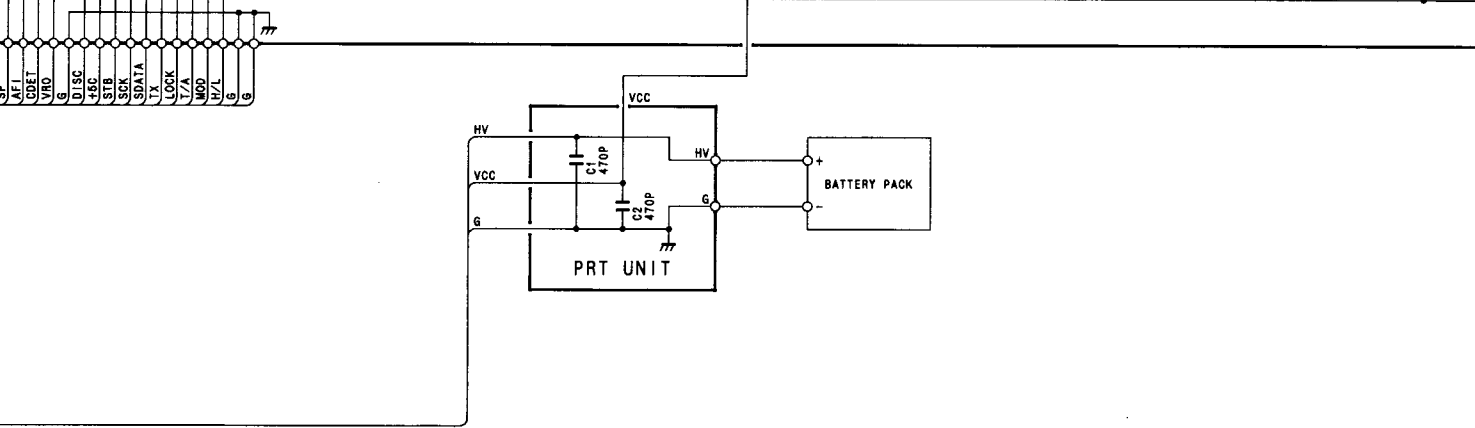 AFI
CDET
VRO
G
DISC
+5C
STB
SCK
SDATA
TX
LOCK
T/A
MOD
H/L
G
G
VCC
HV
C1
470P
HV
VCC
C2
470P
G
G
+
BATTERY PACK
-
PRT UNIT